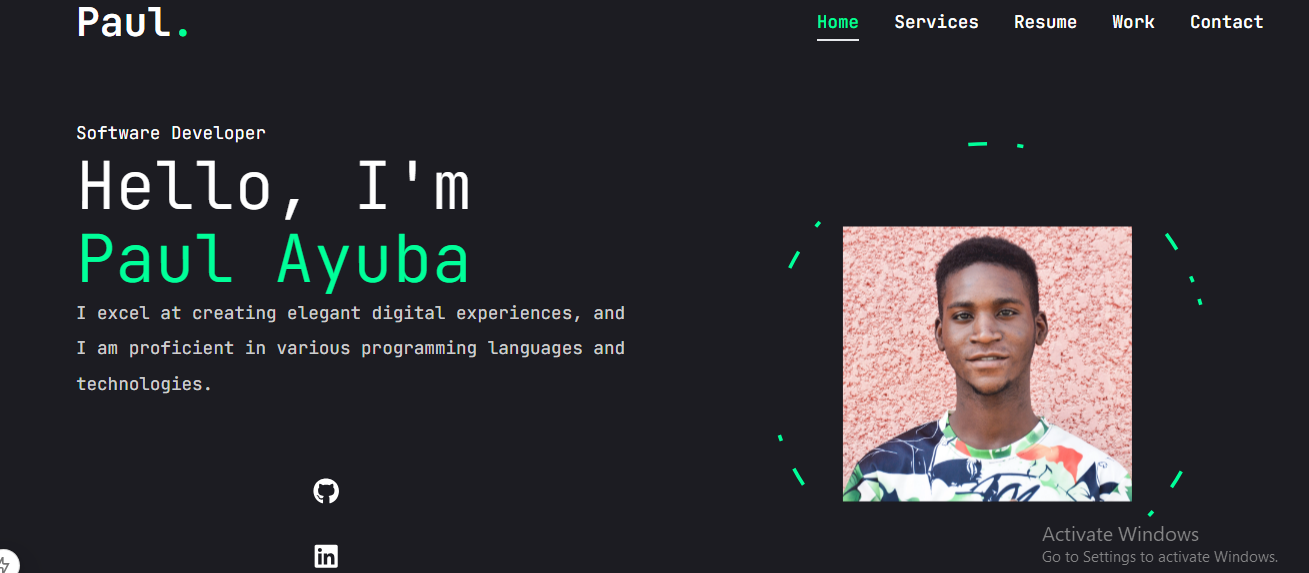 Paul.
Home Services Resume Work Contact
Software Developer
Hello, I'm
Paul Ayuba
I excel at creating elegant digital experiences, and
I am proficient in various programming languages and
technologies.
in
Activate Windows
Go to Settings to activate Windows.